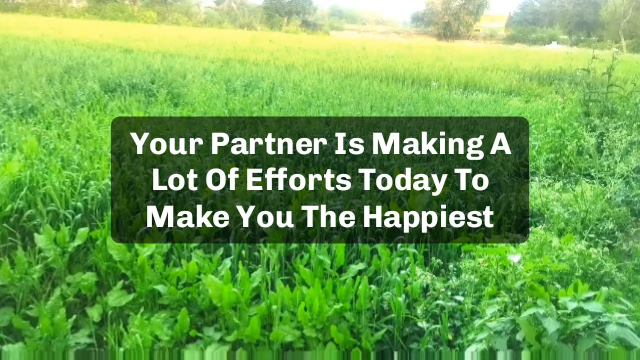 Your Partner Is Making A
Lot Of Efforts Today To
Make You The Happiest